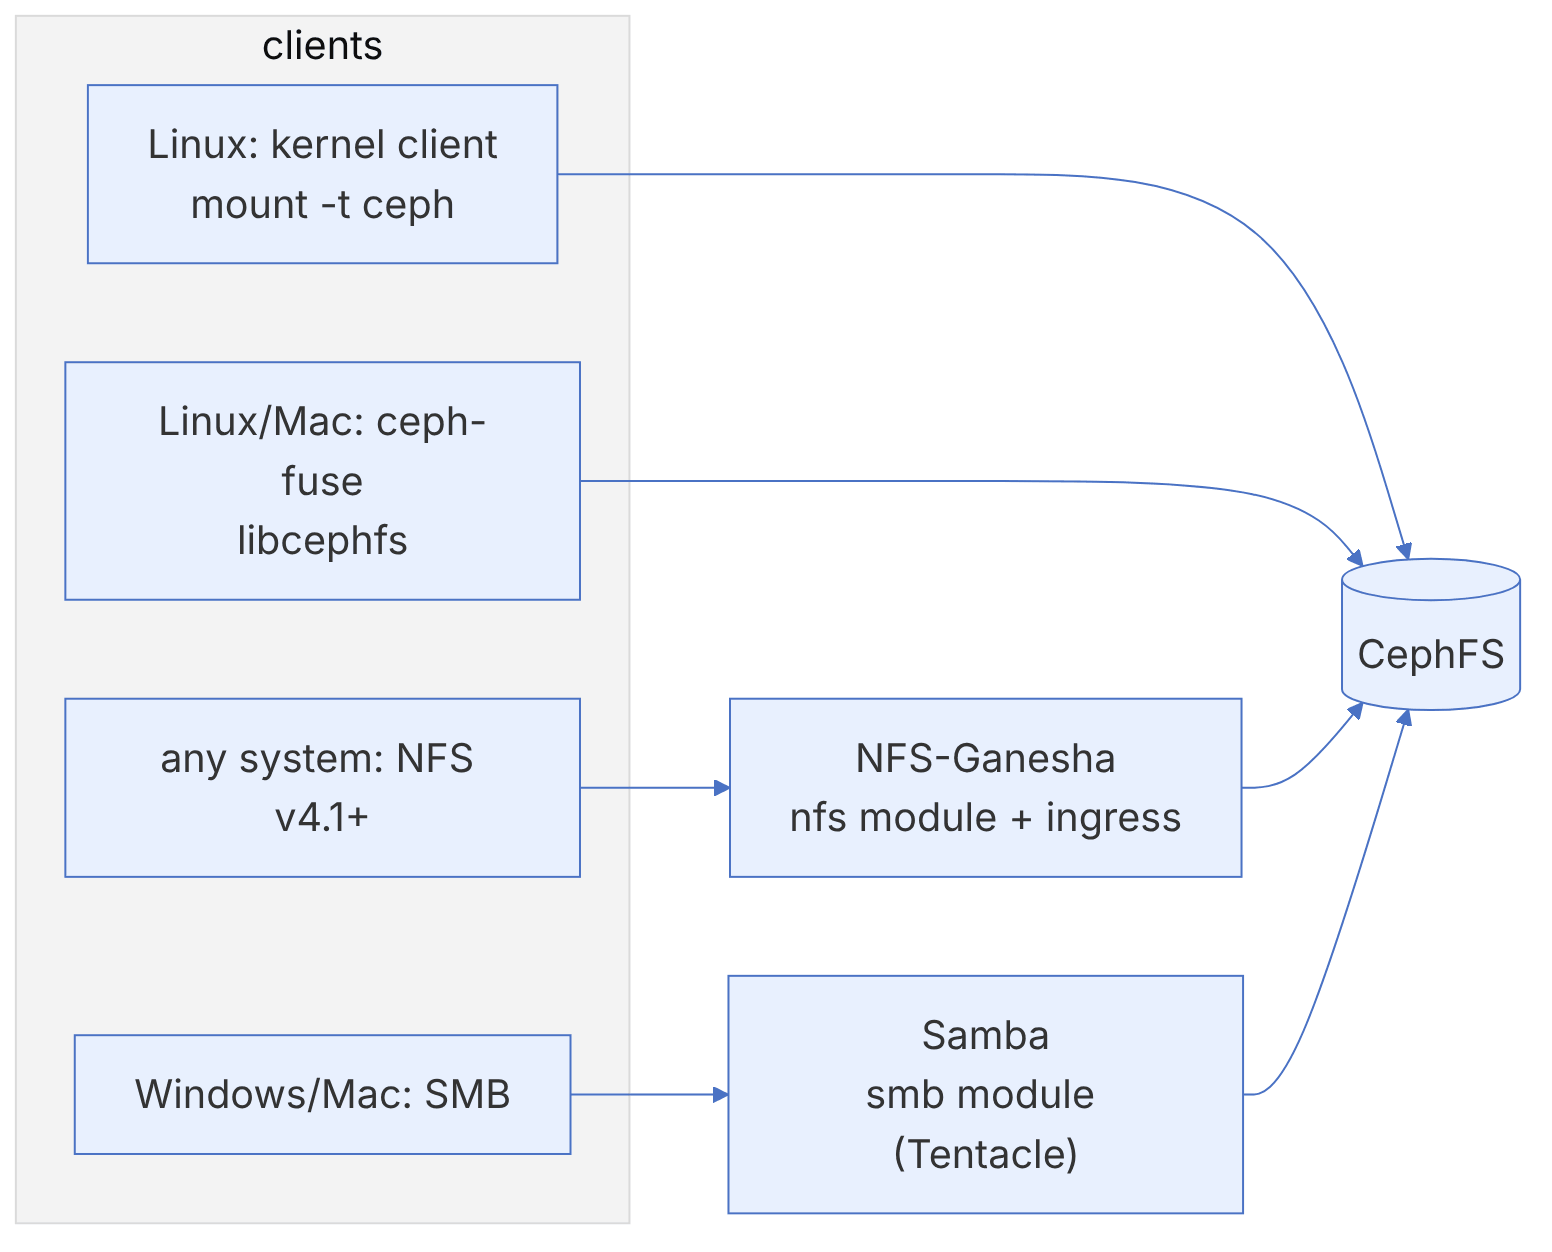 clients
Linux: kernel client
mount -t ceph
Linux/Mac: ceph-
fuse
libcephfs
any system: NFS
v4.1+
Windows/Mac: SMB
NFS-Ganesha
nfs module + ingress
Samba
smb module
(Tentacle)
CephFS